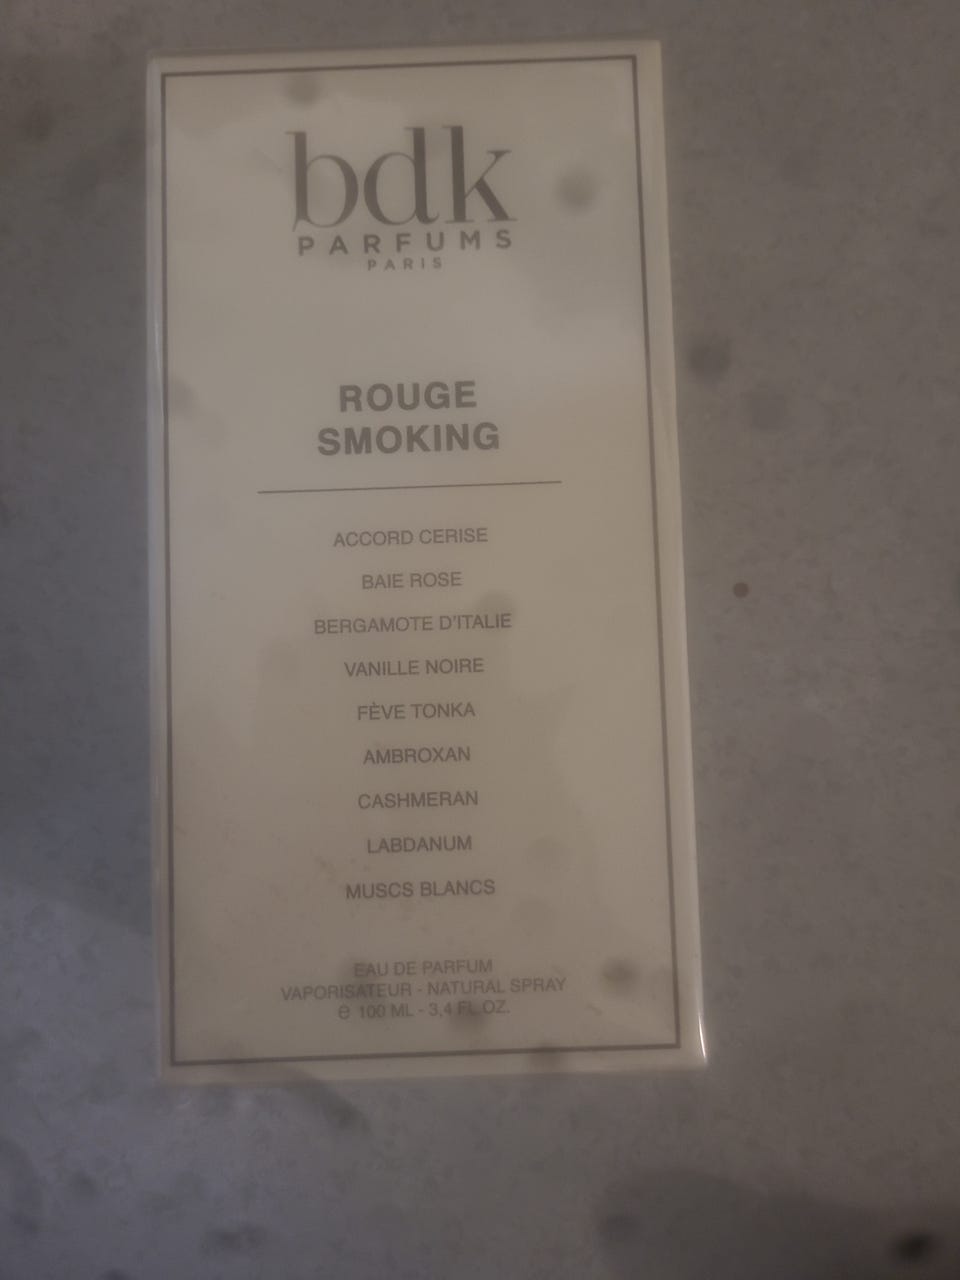 bdk
PARFUMS
PARIS
ROUGE
SMOKING
ACCORD CERISE
BAIE ROSE
BERGAMOTE D'ITALIE
VANILLE NOIRE
FÈVE TONKA
AMBROXAN
CASHMERAN
LABDANUM
MUSCS BLANCS
EAU DE PARFUM
VAPORISATEUR - NATURAL SPRAY
℮ 100 ML - 3,4 FL.OZ.